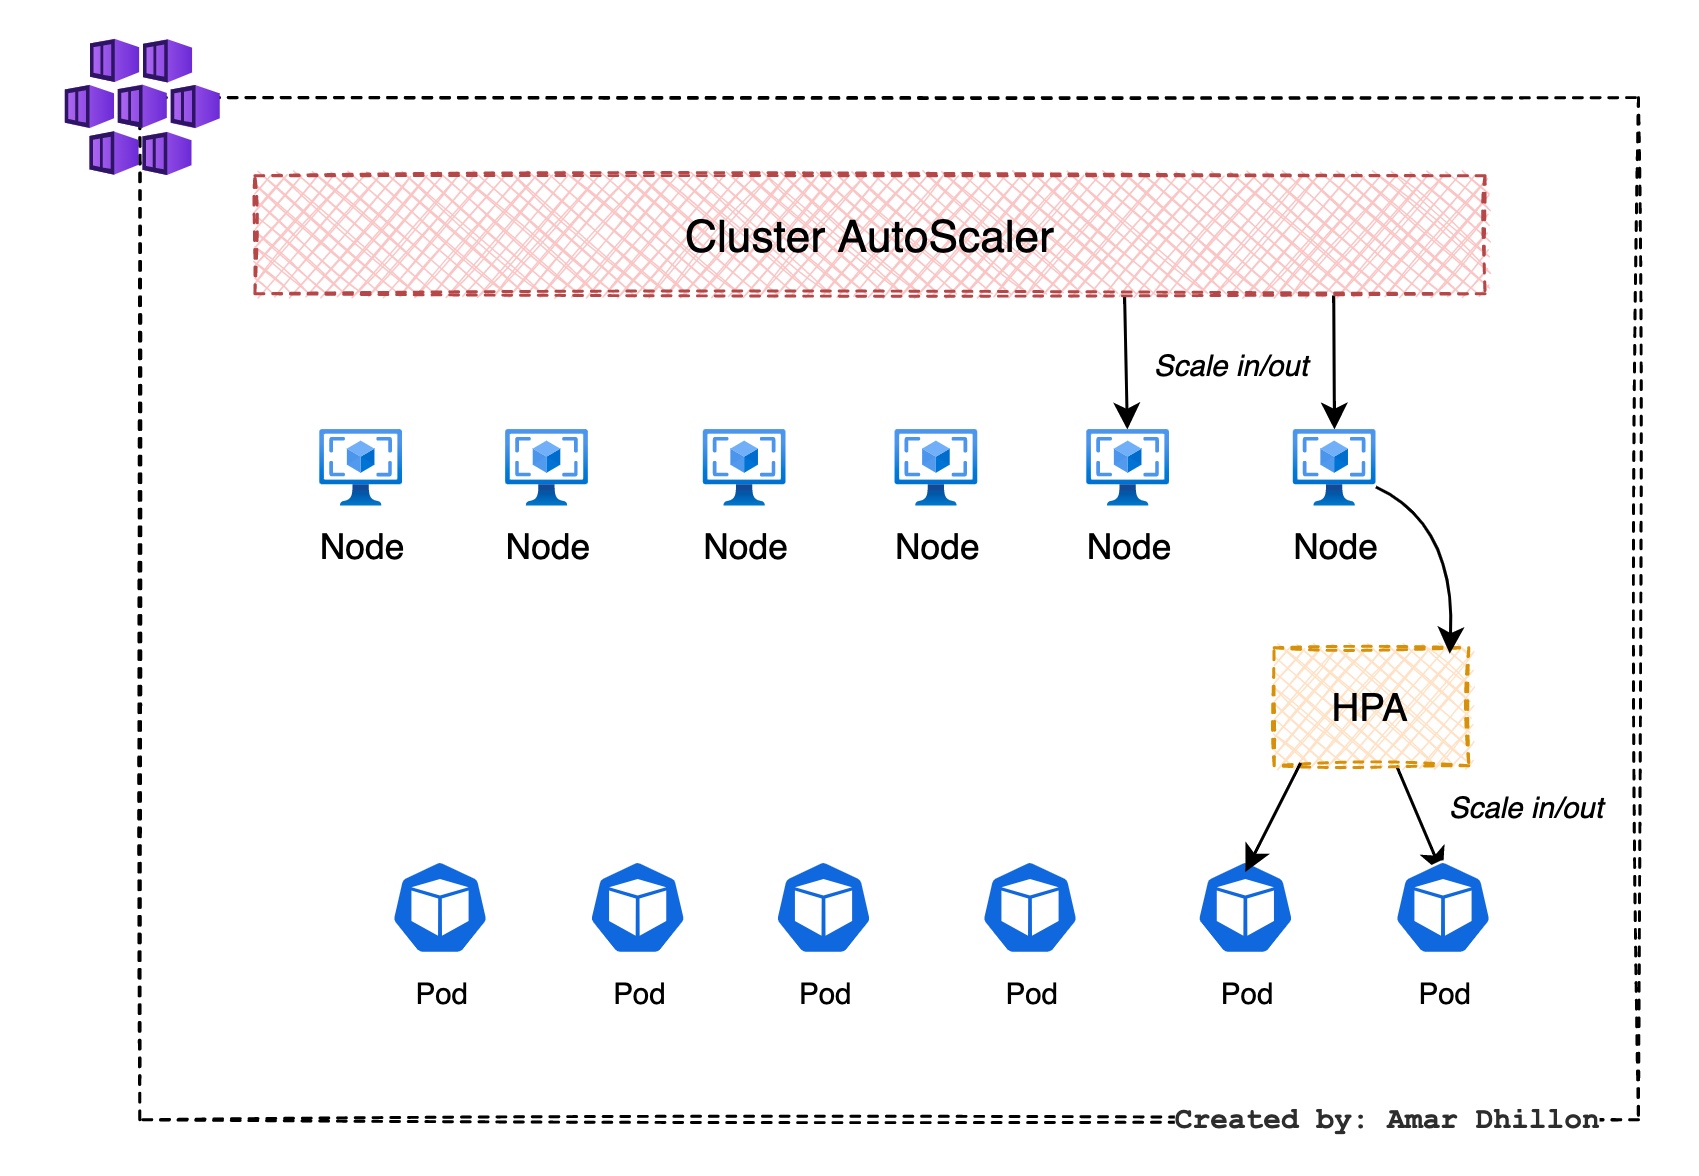 Cluster AutoScaler
Scale in/out
Node
Node
Node
Node
Node
Node
HPA
Scale in/out
Pod
Pod
Pod
Pod
Pod
Pod
Created by: Amar Dhillon